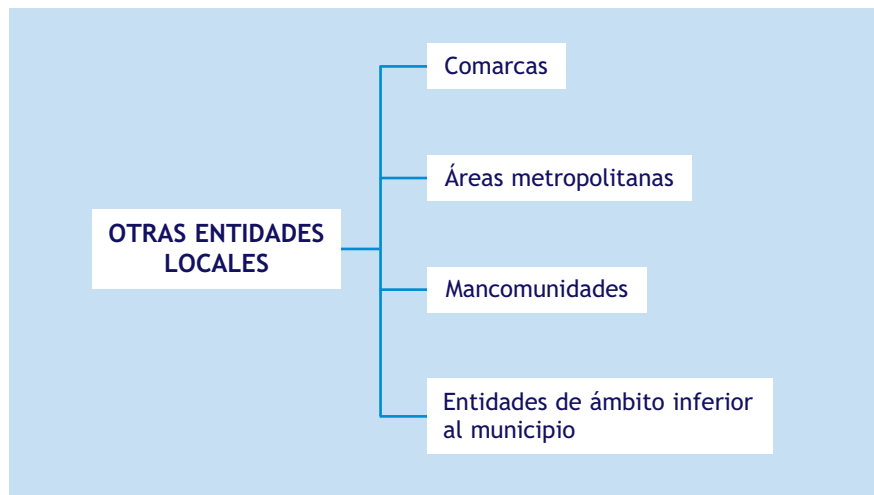 Comarcas
Áreas metropolitanas
OTRAS ENTIDADES
LOCALES
Mancomunidades
Entidades de ámbito inferior
al municipio